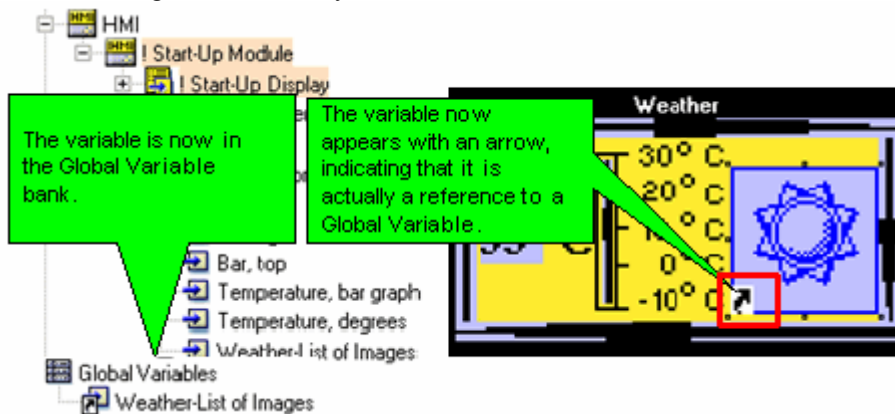 HMI
! Start-Up Module
! Start-Up Display
The variable is now in
the Global Variable
bank.
The variable now
appears with an arrow,
indicating that it is
actually a reference to a
Global Variable.
Bar, top
Temperature, bar graph
Temperature, degrees
Weather-List of Images
Global Variables
Weather-List of Images
Weather
30° C.
20° C
° C.
0° C
-10° C